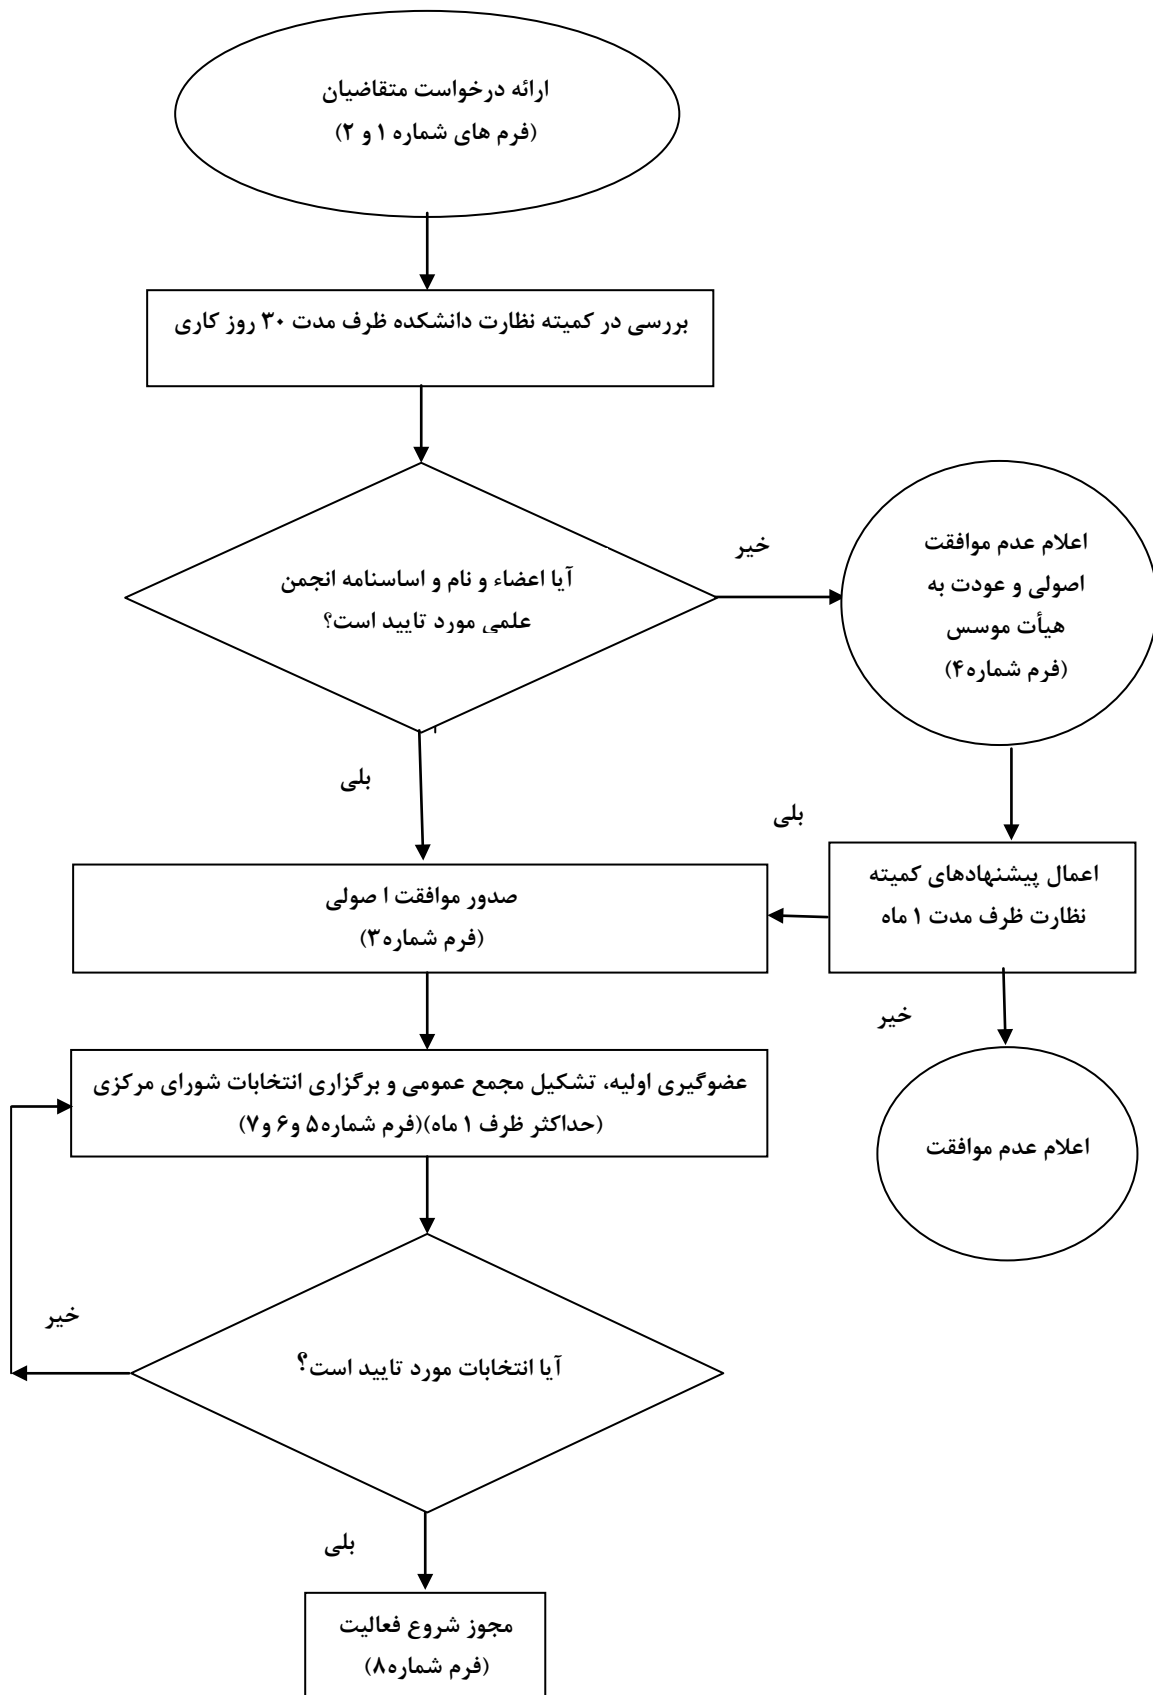 ارائه درخواست متقاضیان
(فرم های شماره ۱ و ۲)
بررسی در کمیته نظارت دانشکده ظرف مدت ۳۰ روز کاری
آیا اعضاء و نام و اساسنامه انجمن
علمی مورد تایید است؟
خیر
اعلام عدم موافقت
اصولی و عودت به
هیأت موسس
(فرم شماره۴)
بلی
بلی
اعمال پیشنهادهای کمیته
نظارت ظرف مدت ۱ ماه
صدور موافقت ا صولی
(فرم شماره۳)
خیر
اعلام عدم موافقت
عضوگیری اولیه، تشکیل مجمع عمومی و برگزاری انتخابات شورای مرکزی
(حداکثر ظرف ۱ ماه)(فرم شماره۵ و۶ و۷)
آیا انتخابات مورد تایید است؟
خیر
بلی
مجوز شروع فعالیت
(فرم شماره۸)